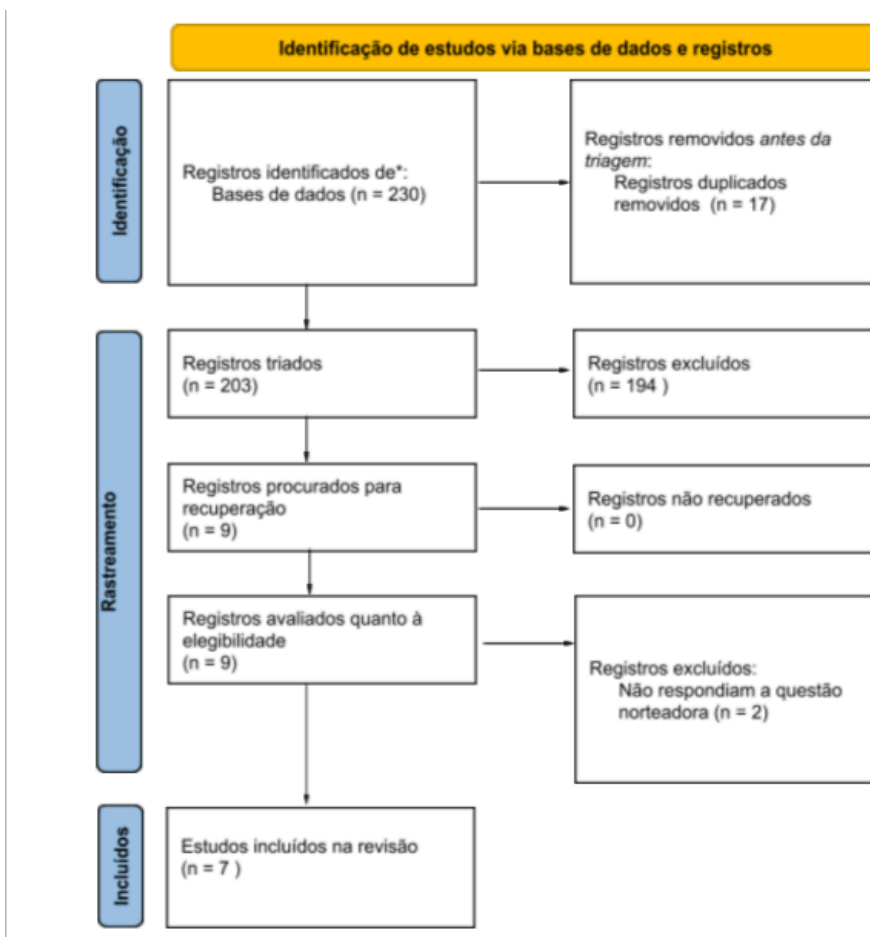 Identificação de estudos via bases de dados e registros
Identificação
Registros identificados de*:
Bases de dados (n = 230)
Registros removidos antes da
triagem:
Registros duplicados
removidos (n = 17)
Rastreamento
Registros triados
(n = 203)
Registros excluídos
(n = 194 )
Registros procurados para
recuperação
(n = 9)
Registros não recuperados
(n = 0)
Registros avaliados quanto à
elegibilidade
(n = 9)
Registros excluídos:
Não respondiam a questão
norteadora (n = 2)
Incluídos
Estudos incluídos na revisão
(n = 7 )